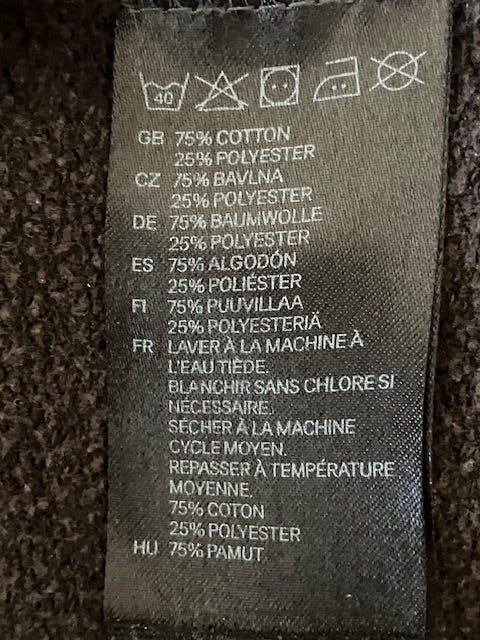 40
GB 75% COTTON
25% POLYESTER
CZ 75% BAVLNA
25% POLYESTER
DE 75% BAUMWOLLE
25% POLYESTER
ES 75% ALGODÓN
25% POLIÉSTER
FI 75% PUUVILLAA
25% POLYESTERIÄ
FR LAVER À LA MACHINE À
L'EAU TIÈDE.
BLANCHIR SANS CHLORE SI
NÉCESSAIRE.
SÉCHER À LA MACHINE
CYCLE MOYEN.
REPASSER À TEMPÉRATURE
MOYENNE.
75% COTON
25% POLYESTER
HU 75% PAMUT